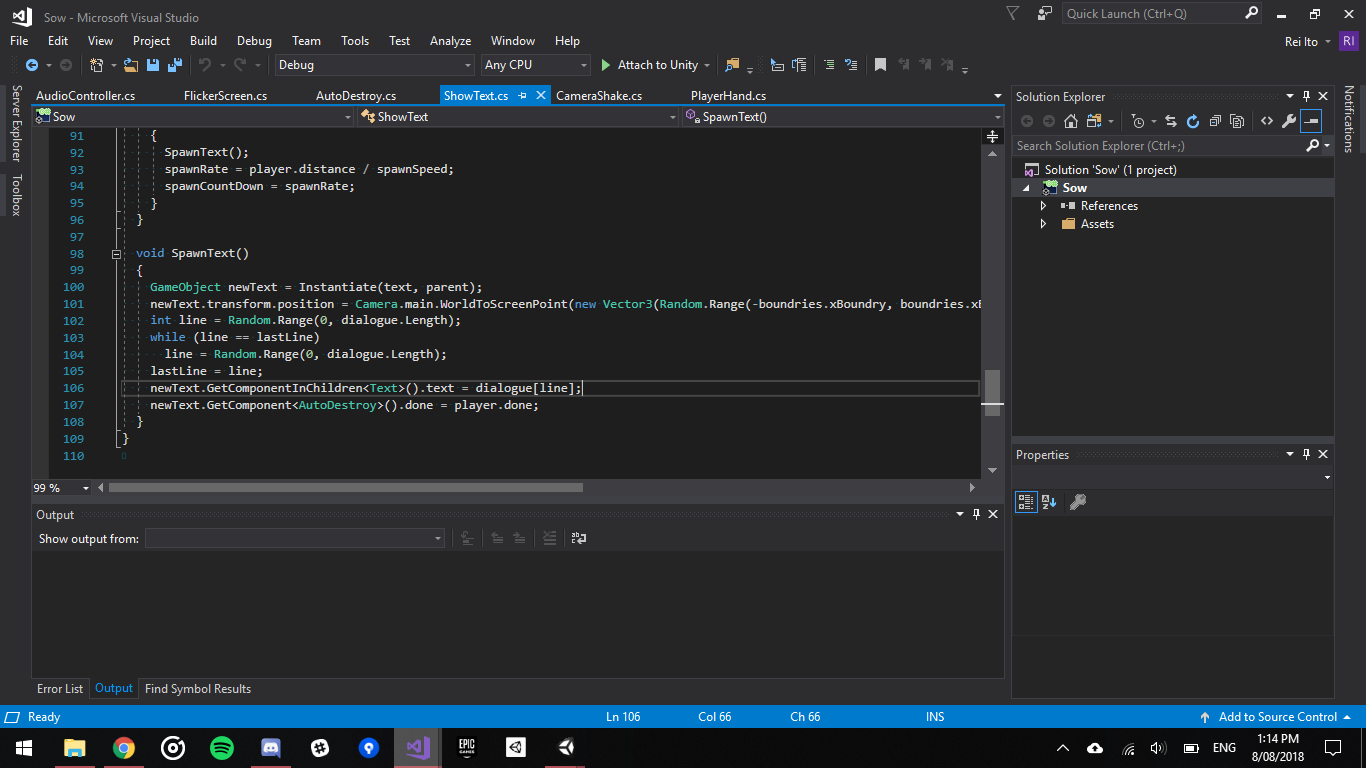 Sow - Microsoft Visual Studio
Quick Launch (Ctrl+Q)
File Edit View Project Build Debug Team Tools Test Analyze Window Help
Rei Ito RI
Debug Any CPU Attach to Unity
Server Explorer
Toolbox
AudioController.cs FlickerScreen.cs AutoDestroy.cs ShowText.cs CameraShake.cs PlayerHand.cs
Sow ShowText SpawnText()
91 {
92 SpawnText();
93 spawnRate = player.distance / spawnSpeed;
94 spawnCountDown = spawnRate;
95 }
96 }
97
98 void SpawnText()
99 {
100 GameObject newText = Instantiate(text, parent);
101 newText.transform.position = Camera.main.WorldToScreenPoint(new Vector3(Random.Range(-boundries.xBoundry, boundries.xB
102 int line = Random.Range(0, dialogue.Length);
103 while (line == lastLine)
104 line = Random.Range(0, dialogue.Length);
105 lastLine = line;
106 newText.GetComponentInChildren<Text>().text = dialogue[line];
107 newText.GetComponent<AutoDestroy>().done = player.done;
108 }
109 }
110
99 %
Output
Show output from:
Error List Output Find Symbol Results
Solution Explorer
Search Solution Explorer (Ctrl+;)
Solution 'Sow' (1 project)
Sow
References
Assets
Properties
Notifications
Ready Ln 106 Col 66 Ch 66 INS Add to Source Control
EPIC GAMES
ENG
1:14 PM
8/08/2018